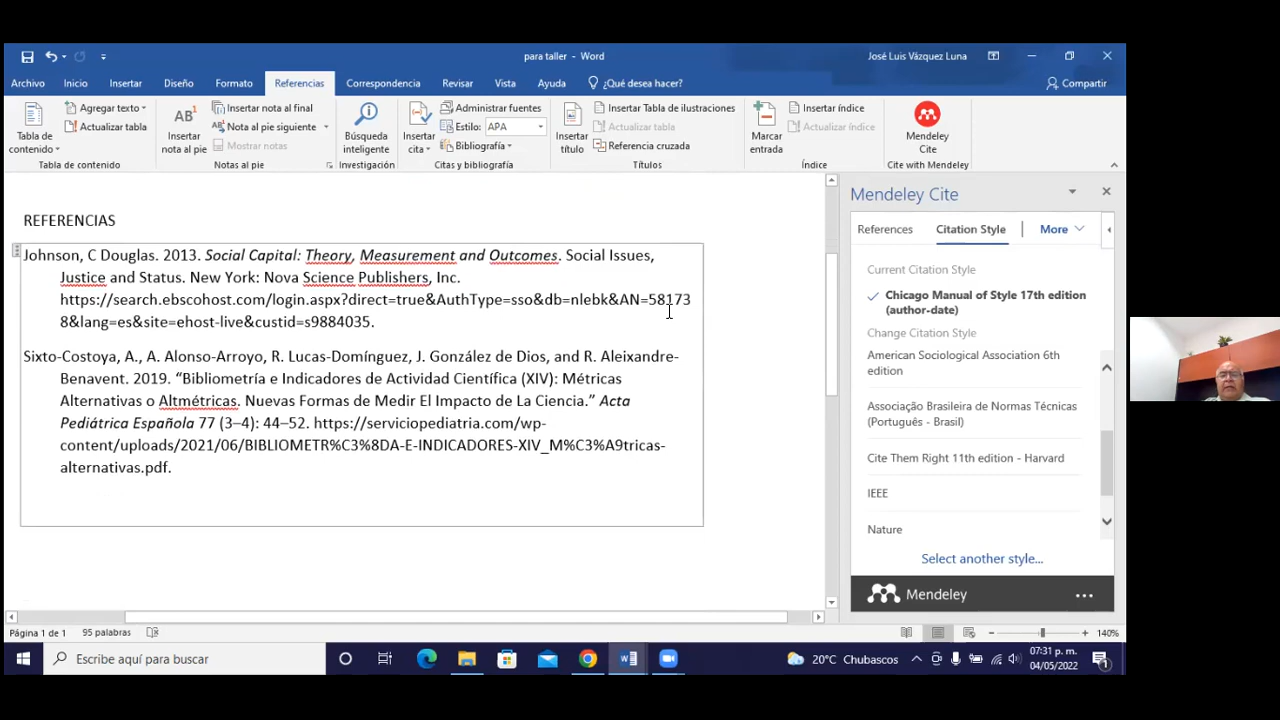 para taller - Word
José Luis Vázquez Luna
Archivo Inicio Insertar Diseño Formato Referencias Correspondencia Revisar Vista Ayuda ¿Qué desea hacer? Compartir
Tabla de contenido
Agregar texto
Actualizar tabla
Tabla de contenido
AB1
Insertar nota al pie
Insertar nota al final
Nota al pie siguiente
Mostrar notas
Notas al pie
Búsqueda inteligente
Investigación
Insertar cita
Administrar fuentes
Estilo: APA
Bibliografía
Citas y bibliografía
Insertar título
Insertar Tabla de ilustraciones
Actualizar tabla
Referencia cruzada
Títulos
Marcar entrada
Insertar índice
Actualizar índice
Índice
Mendeley Cite
Cite with Mendeley
REFERENCIAS
Johnson, C Douglas. 2013. Social Capital: Theory, Measurement and Outcomes. Social Issues,
Justice and Status. New York: Nova Science Publishers, Inc.
https://search.ebscohost.com/login.aspx?direct=true&AuthType=sso&db=nlebk&AN=58173
8&lang=es&site=ehost-live&custid=s9884035.
Sixto-Costoya, A., A. Alonso-Arroyo, R. Lucas-Domínguez, J. González de Dios, and R. Aleixandre-
Benavent. 2019. “Bibliometría e Indicadores de Actividad Científica (XIV): Métricas
Alternativas o Altmétricas. Nuevas Formas de Medir El Impacto de La Ciencia.” Acta
Pediátrica Española 77 (3–4): 44–52. https://serviciopediatria.com/wp-
content/uploads/2021/06/BIBLIOMETR%C3%8DA-E-INDICADORES-XIV_M%C3%A9tricas-
alternativas.pdf.
Mendeley Cite
References Citation Style More
Current Citation Style
Chicago Manual of Style 17th edition
(author-date)
Change Citation Style
American Sociological Association 6th
edition
Associação Brasileira de Normas Técnicas
(Português - Brasil)
Cite Them Right 11th edition - Harvard
IEEE
Nature
Select another style...
Mendeley
Página 1 de 1 95 palabras 140%
Escribe aquí para buscar
20°C Chubascos
07:31 p. m.
04/05/2022
1